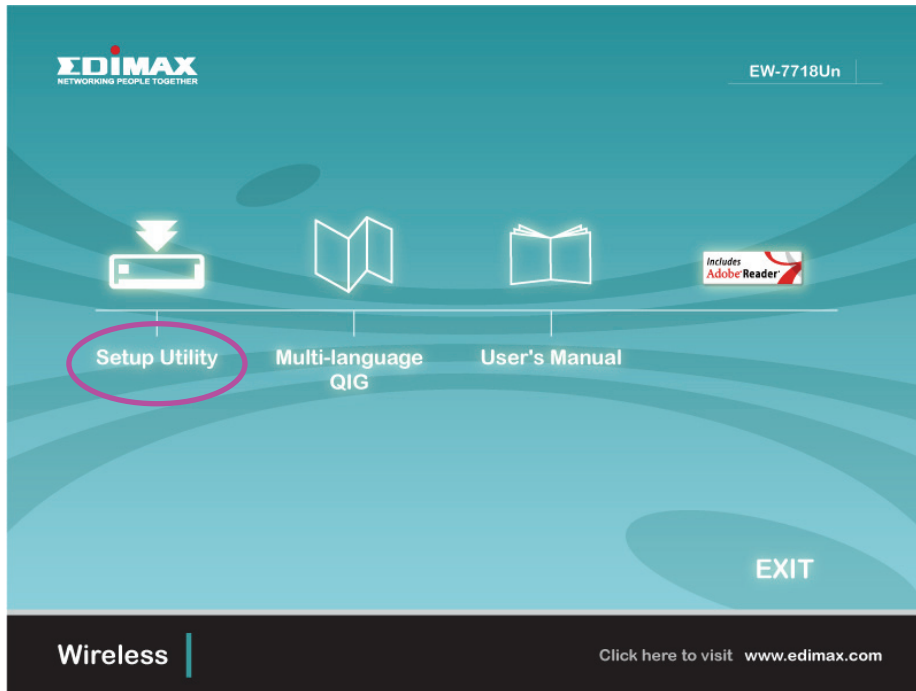 EDIMAX
NETWORKING PEOPLE TOGETHER
EW-7718Un
Includes
Adobe Reader
Setup Utility
Multi-language
QIG
User's Manual
EXIT
Wireless
Click here to visit www.edimax.com